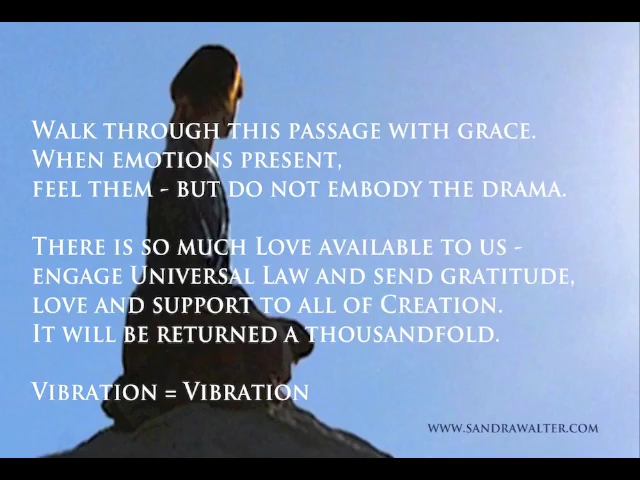 Walk through this passage with grace.
When emotions present,
feel them - but do not embody the drama.
There is so much Love available to us -
engage Universal Law and send gratitude,
love and support to all of Creation.
It will be returned a thousandfold.
Vibration = Vibration
www.sandrawalter.com